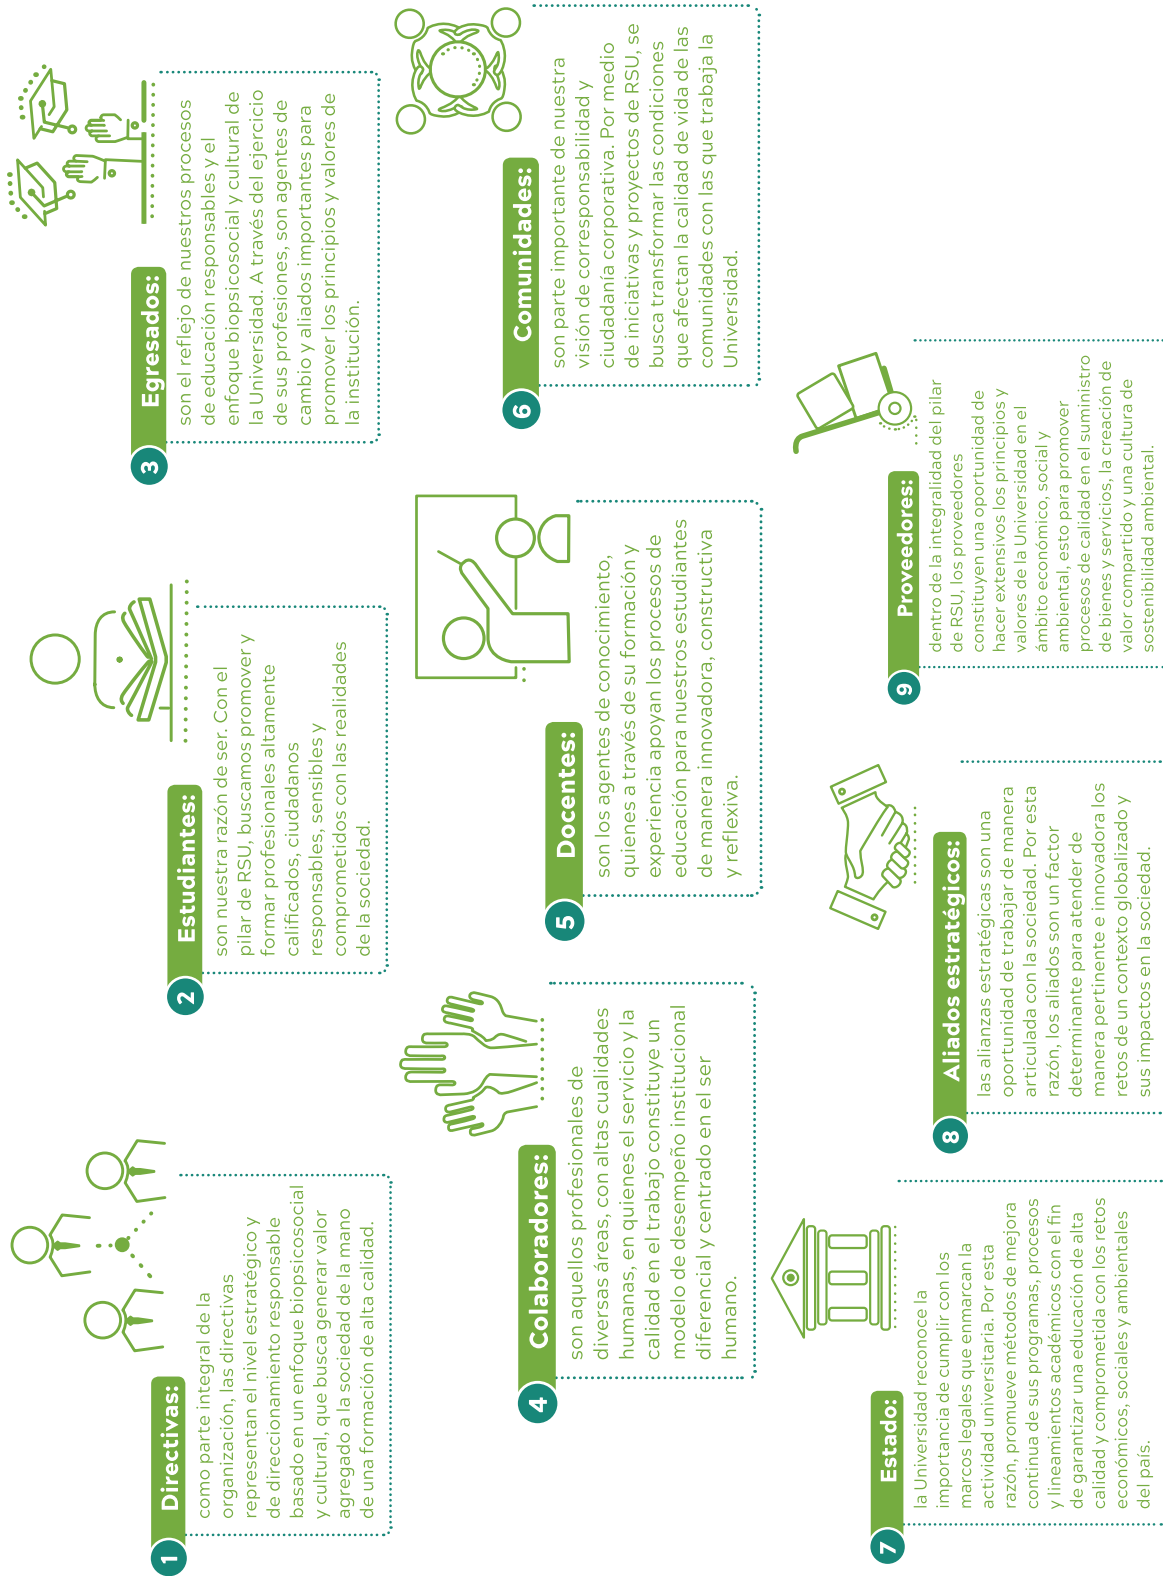 1
Directivas:
como parte integral de la
organización, las directivas
representan el nivel estratégico y
de direccionamiento responsable
basado en un enfoque biopsicosocial
y cultural, que busca generar valor
agregado a la sociedad de la mano
de una formación de alta calidad.
2
Estudiantes:
son nuestra razón de ser. Con el
pilar de RSU, buscamos promover y
formar profesionales altamente
calificados, ciudadanos
responsables, sensibles y
comprometidos con las realidades
de la sociedad.
3
Egresados:
son el reflejo de nuestros procesos
de educación responsables y el
enfoque biopsicosocial y cultural de
la Universidad. A través del ejercicio
de sus profesiones, son agentes de
cambio y aliados importantes para
promover los principios y valores de
la institución.
4
Colaboradores:
son aquellos profesionales de
diversas áreas, con altas cualidades
humanas, en quienes el servicio y la
calidad en el trabajo constituye un
modelo de desempeño institucional
diferencial y centrado en el ser
humano.
5
Docentes:
son los agentes de conocimiento,
quienes a través de su formación y
experiencia apoyan los procesos de
educación para nuestros estudiantes
de manera innovadora, constructiva
y reflexiva.
6
Comunidades:
son parte importante de nuestra
visión de corresponsabilidad y
ciudadanía corporativa. Por medio
de iniciativas y proyectos de RSU, se
busca transformar las condiciones
que afectan la calidad de vida de las
comunidades con las que trabaja la
Universidad.
7
Estado:
la Universidad reconoce la
importancia de cumplir con los
marcos legales que enmarcan la
actividad universitaria. Por esta
razón, promueve métodos de mejora
continua de sus programas, procesos
y lineamientos académicos con el fin
de garantizar una educación de alta
calidad y comprometida con los retos
económicos, sociales y ambientales
del país.
8
Aliados estratégicos:
las alianzas estratégicas son una
oportunidad de trabajar de manera
articulada con la sociedad. Por esta
razón, los aliados son un factor
determinante para atender de
manera pertinente e innovadora los
retos de un contexto globalizado y
sus impactos en la sociedad.
9
Proveedores:
dentro de la integralidad del pilar
de RSU, los proveedores
constituyen una oportunidad de
hacer extensivos los principios y
valores de la Universidad en el
ámbito económico, social y
ambiental, esto para promover
procesos de calidad en el suministro
de bienes y servicios, la creación de
valor compartido y una cultura de
sostenibilidad ambiental.